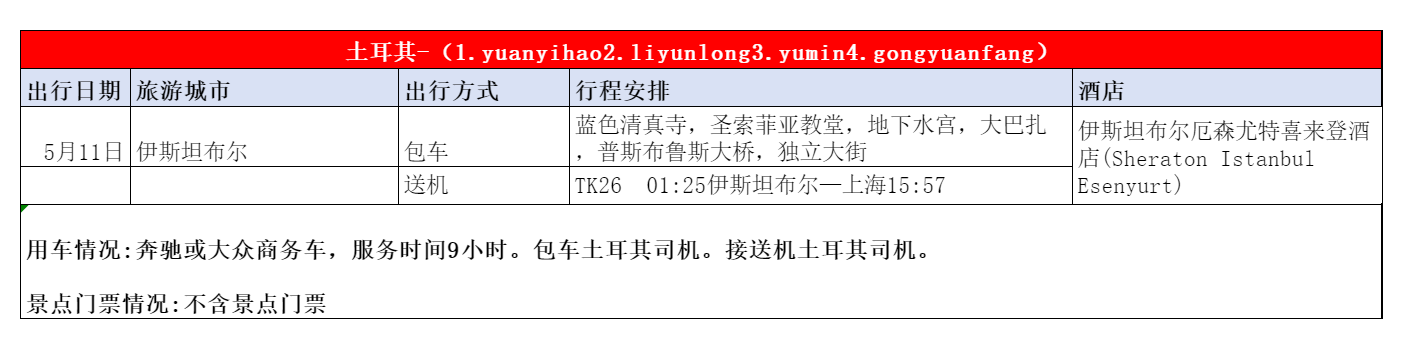 土耳其-（1.yuanyihao2.liyunlong3.yumin4.gongyuanfang）
出行日期 旅游城市 出行方式 行程安排 酒店
5月11日 伊斯坦布尔 包车 蓝色清真寺，圣索菲亚教堂，地下水宫，大巴扎
，普斯布鲁斯大桥，独立大街
伊斯坦布尔厄森尤特喜来登酒
店(Sheraton Istanbul
Esenyurt)
送机 TK26  01:25伊斯坦布尔—上海15:57
用车情况:奔驰或大众商务车，服务时间9小时。包车土耳其司机。接送机土耳其司机。
景点门票情况:不含景点门票